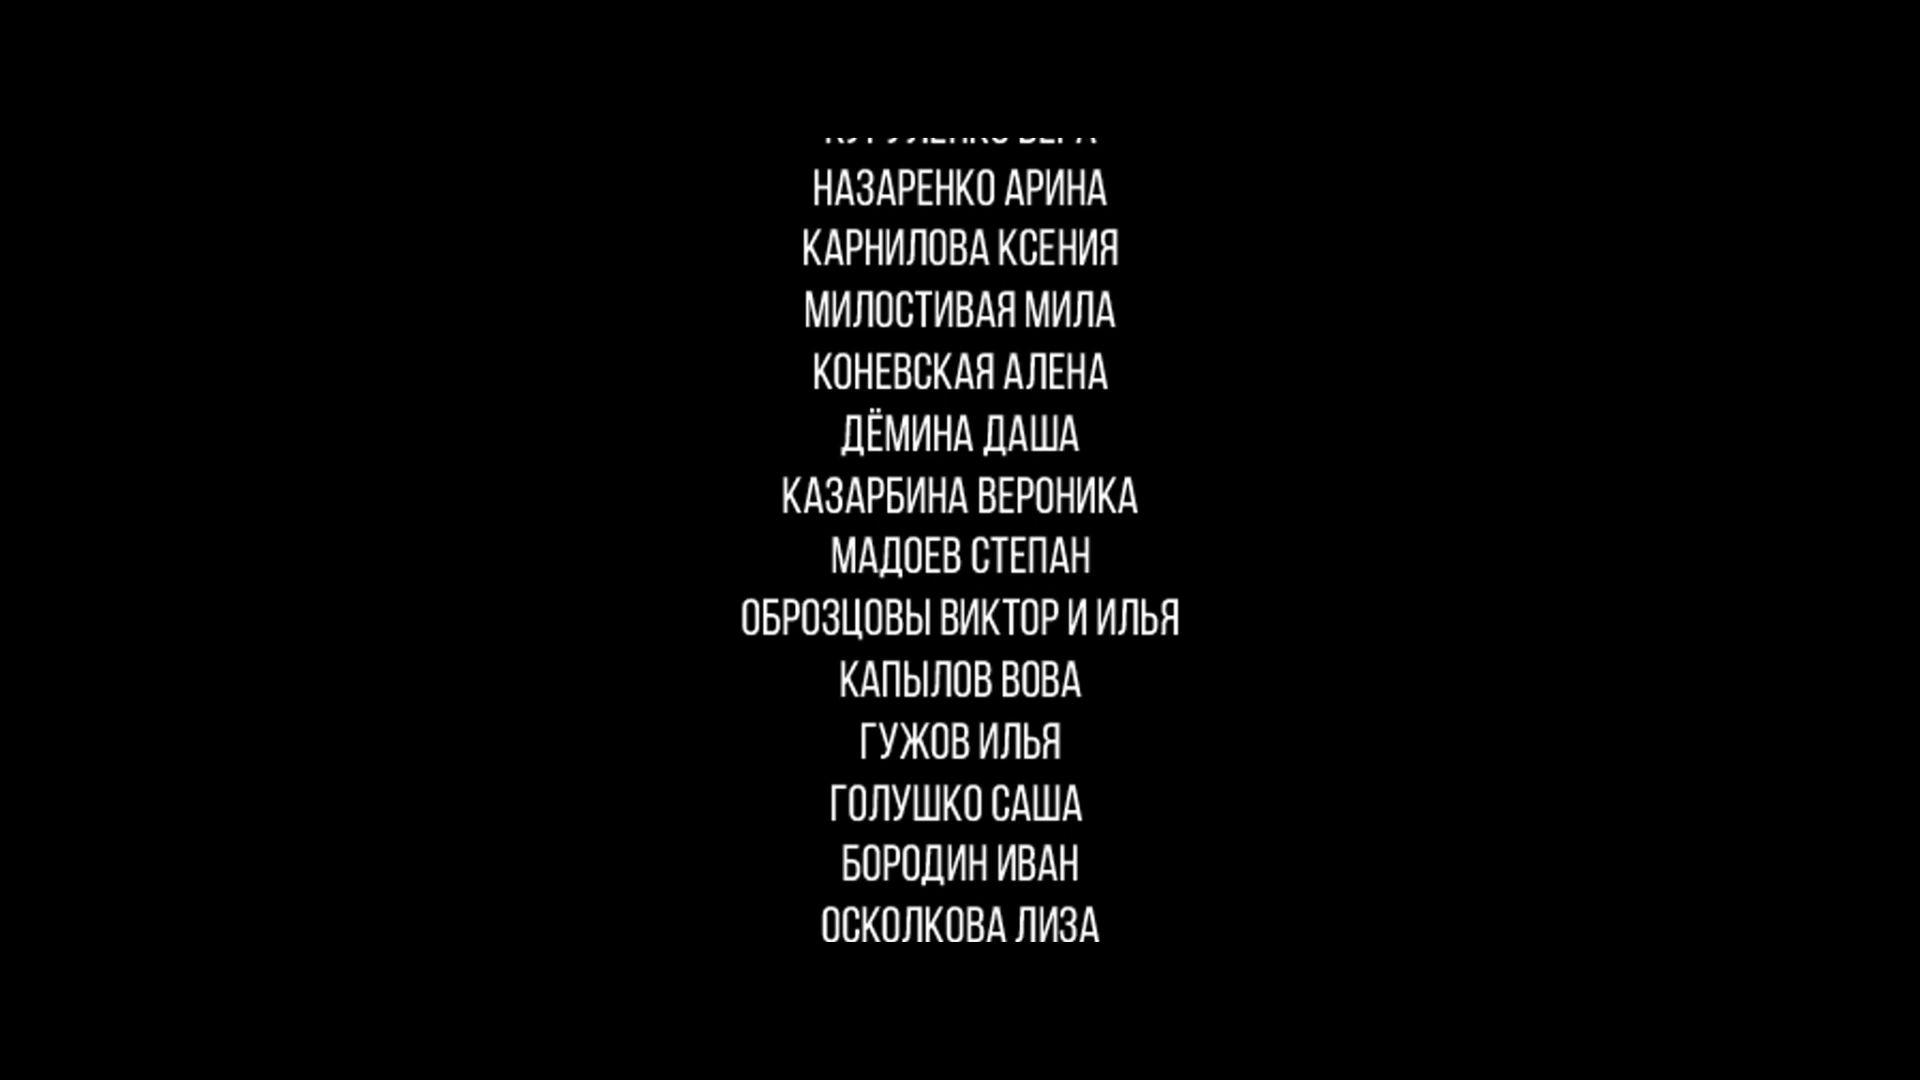 НАЗАРЕНКО АРИНА
КАРНИЛОВА КСЕНИЯ
МИЛОСТИВАЯ МИЛА
КОНЕВСКАЯ АЛЕНА
ДЁМИНА ДАША
КАЗАРБИНА ВЕРОНИКА
МАДОЕВ СТЕПАН
ОБРОЗЦОВЫ ВИКТОР И ИЛЬЯ
КАПЫЛОВ ВОВА
ГУЖОВ ИЛЬЯ
ГОЛУШКО САША
БОРОДИН ИВАН
ОСКОЛКОВА ЛИЗА